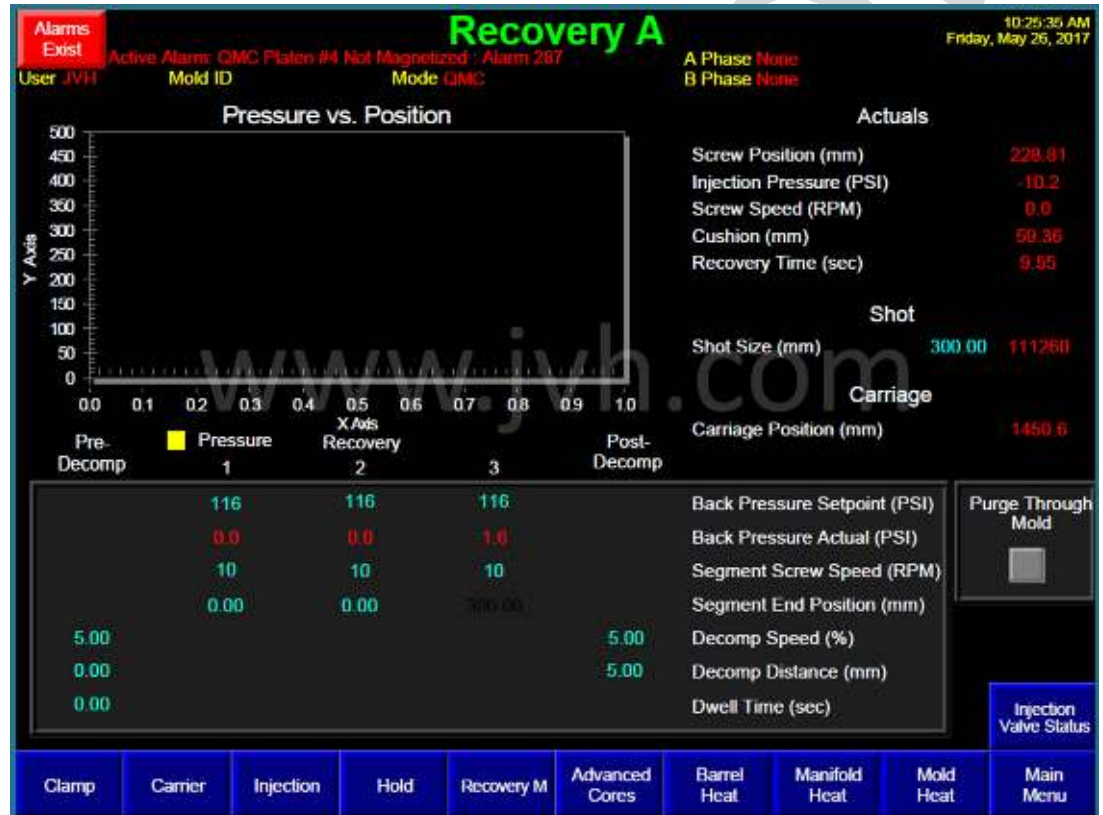 Alarms Exist
Recovery A
10:25:35 AM
Friday, May 26, 2017
Active Alarm: QMC Platen #4 Not Magnetized : Alarm 287
A Phase None
User JVH Mold ID Mode QMC
B Phase None
Pressure vs. Position
Y Axis
500
450
400
350
300
250
200
150
100
50
0
0.0 0.1 0.2 0.3 0.4 0.5 0.6 0.7 0.8 0.9 1.0
X Axis
Pressure
Actuals
Screw Position (mm) 228.81
Injection Pressure (PSI) -10.2
Screw Speed (RPM) 0.0
Cushion (mm) 59.36
Recovery Time (sec) 9.55
Shot
Shot Size (mm) 300.00 111260
Carriage
Carriage Position (mm) 1450.6
www.jvh.com
Pre-Decomp
Recovery
1 2 3
Post-Decomp
116 116 116 Back Pressure Setpoint (PSI)
0.0 0.0 1.6 Back Pressure Actual (PSI)
10 10 10 Segment Screw Speed (RPM)
0.00 0.00 300.00 Segment End Position (mm)
5.00 5.00 Decomp Speed (%)
0.00 5.00 Decomp Distance (mm)
0.00 Dwell Time (sec)
Purge Through Mold
Injection Valve Status
Clamp Carrier Injection Hold Recovery M Advanced Cores Barrel Heat Manifold Heat Mold Heat Main Menu